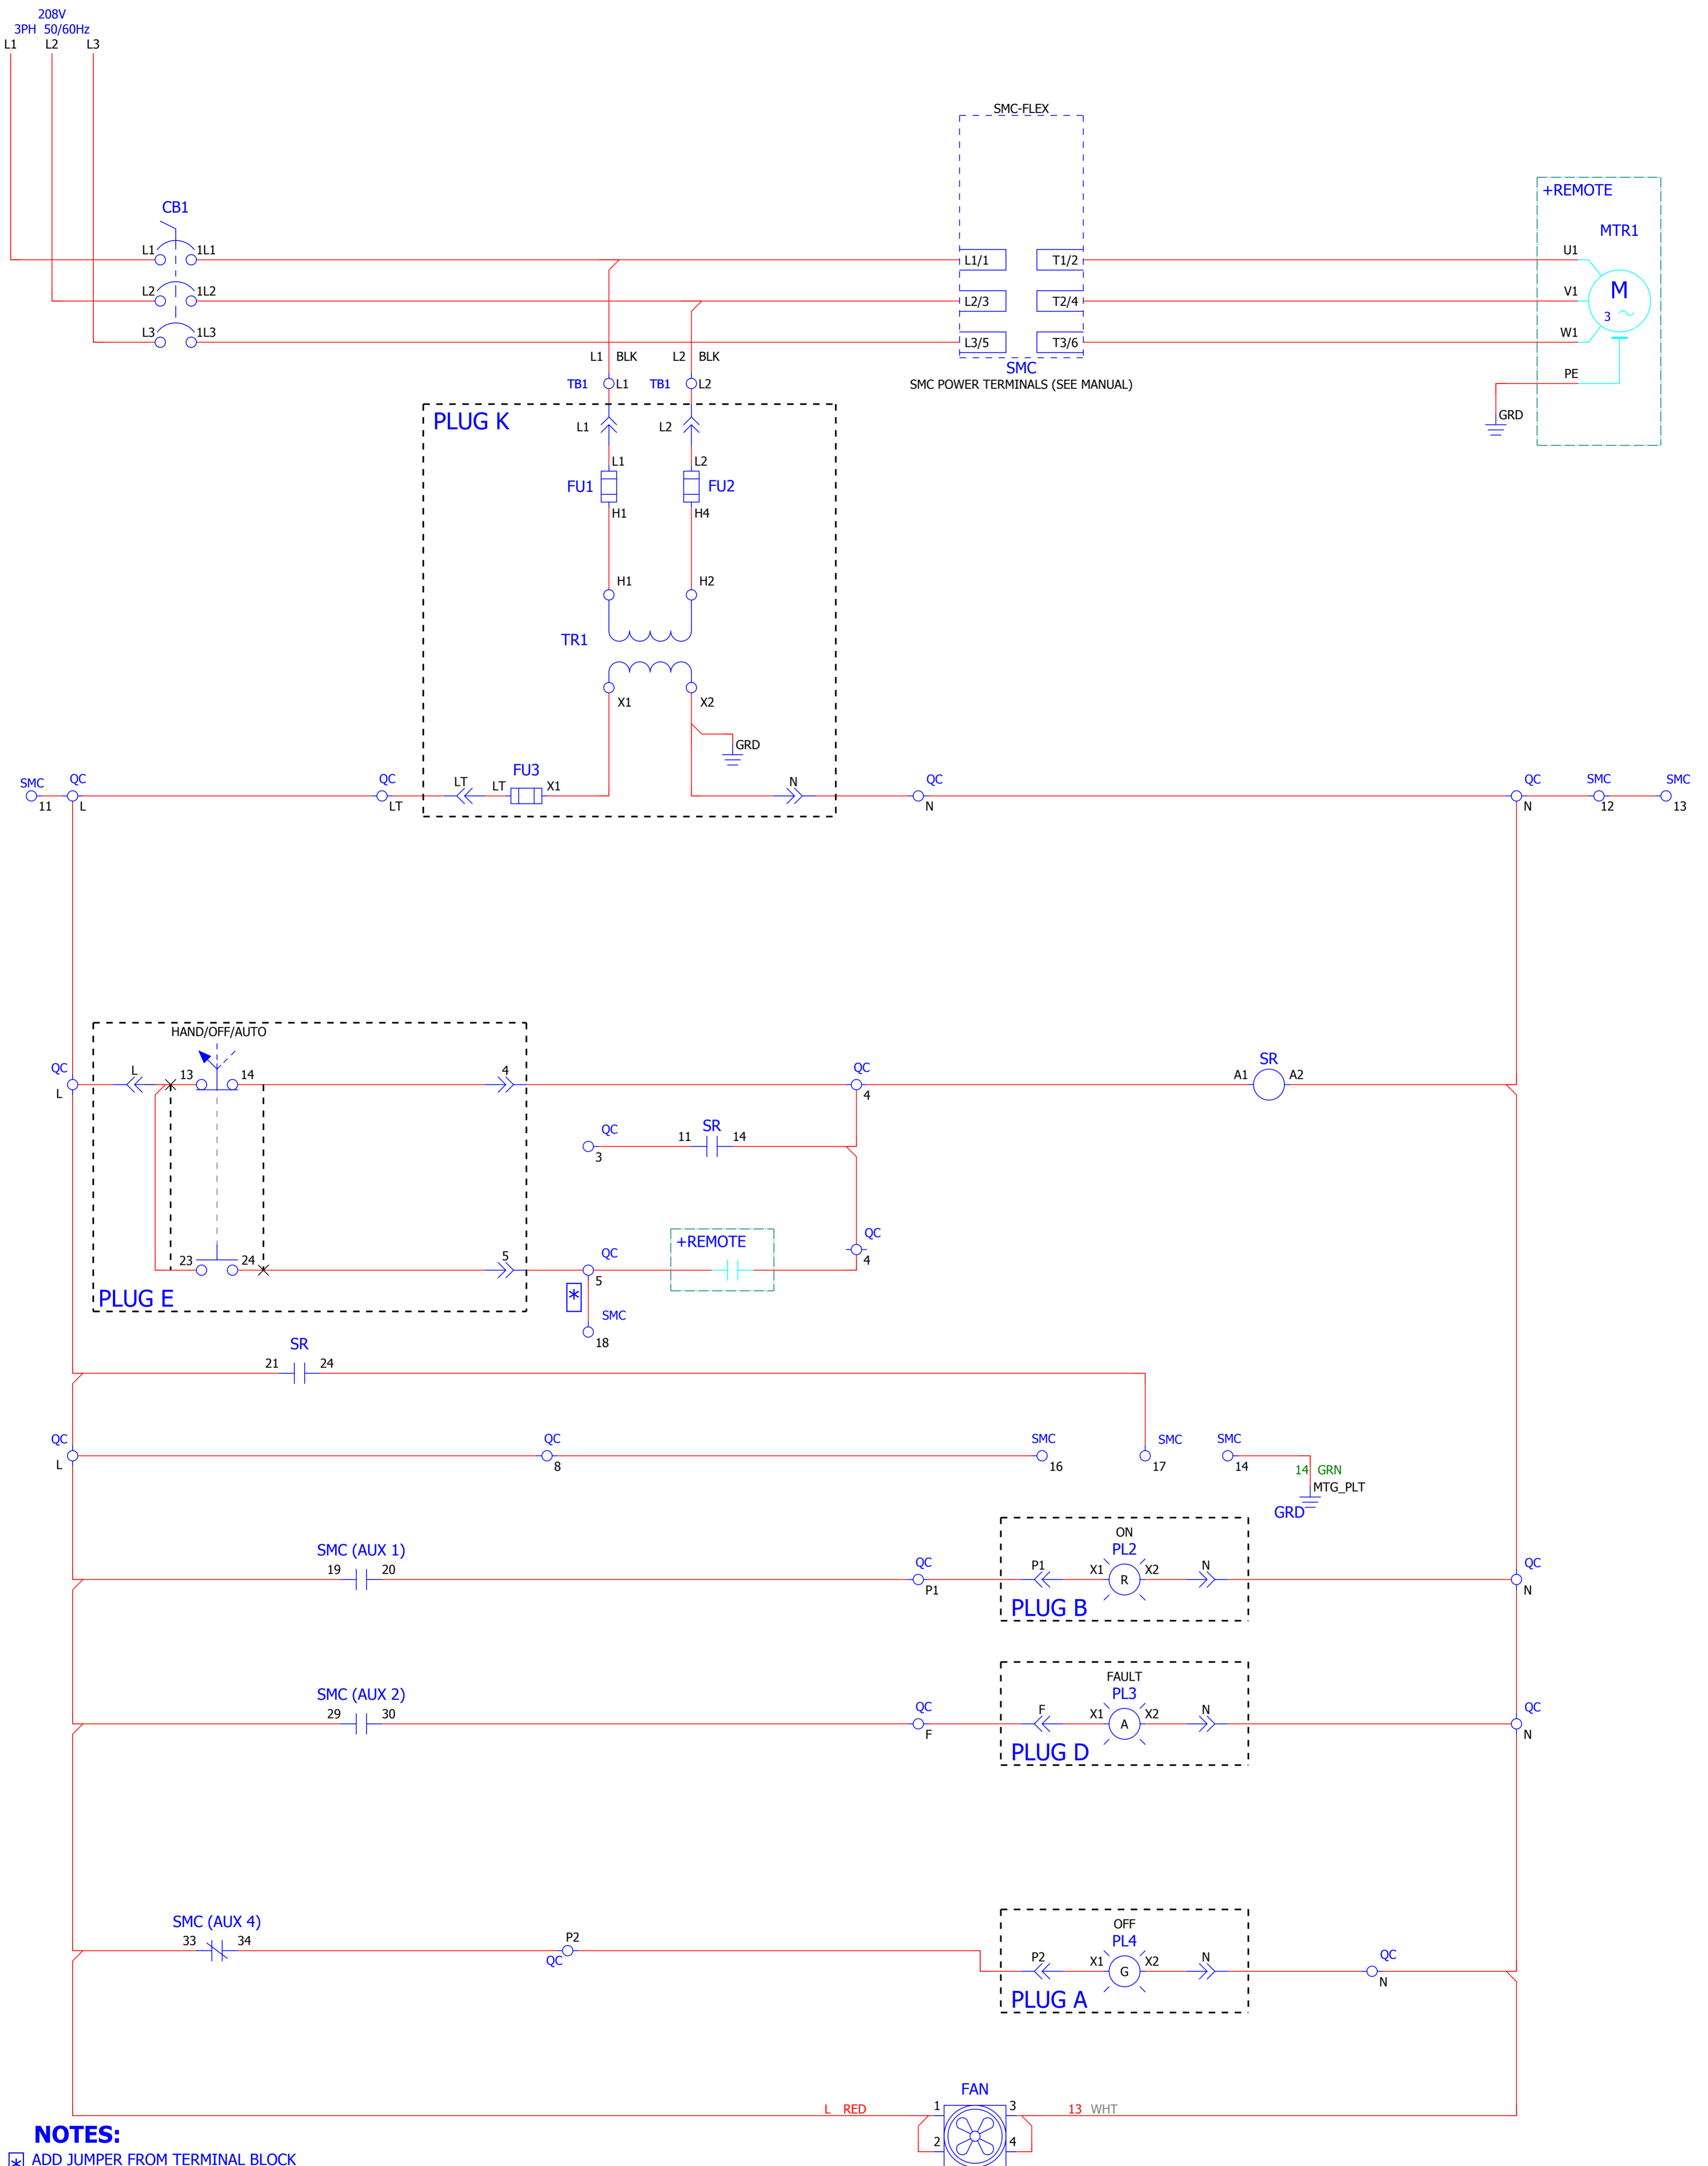 208V
3PH 50/60Hz
L1 L2 L3
SMC-FLEX
+REMOTE
CB1
MTR1
L1 1L1 L1/1 T1/2 U1
L2 1L2 L2/3 T2/4 V1 M
3
L3 1L3 L3/5 T3/6 W1
L1 BLK L2 BLK
SMC
PE
TB1 L1 TB1 L2
SMC POWER TERMINALS (SEE MANUAL)
GRD
PLUG K
L1 L2
L1 L2
FU1 FU2
H1 H4
H1 H2
TR1
X1 X2
GRD
FU3
SMC QC QC LT LT X1 N QC QC SMC SMC
11 L LT N N 12 13
HAND/OFF/AUTO
QC L 13 14 4 QC SR
L 4 A1 A2
QC SR
3 11 14
+REMOTE QC
23 24 5 QC 4
PLUG E 5
*
SMC
18
SR
21 24
QC QC SMC SMC SMC
L 8 16 17 14
14 GRN
MTG_PLT
GRD
ON
SMC (AUX 1) PL2
19 20 QC P1 X1 R X2 N QC
P1 N
PLUG B
FAULT
SMC (AUX 2) PL3
29 30 QC F X1 A X2 N QC
F N
PLUG D
OFF
SMC (AUX 4) PL4
33 34 P2
QC
P2 X1 G X2 N QC
N
PLUG A
FAN
L RED 1 3 13 WHT
2 4
NOTES:
* ADD JUMPER FROM TERMINAL BLOCK